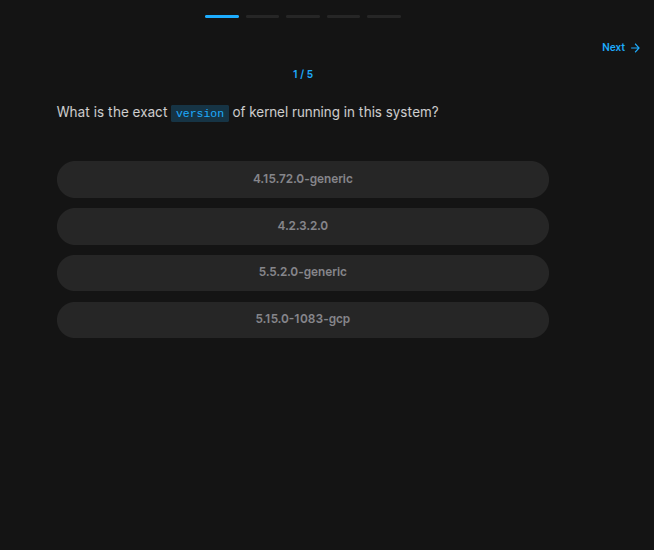 Next →
1 / 5
What is the exact version of kernel running in this system?
4.15.72.0-generic
4.2.3.2.0
5.5.2.0-generic
5.15.0-1083-gcp